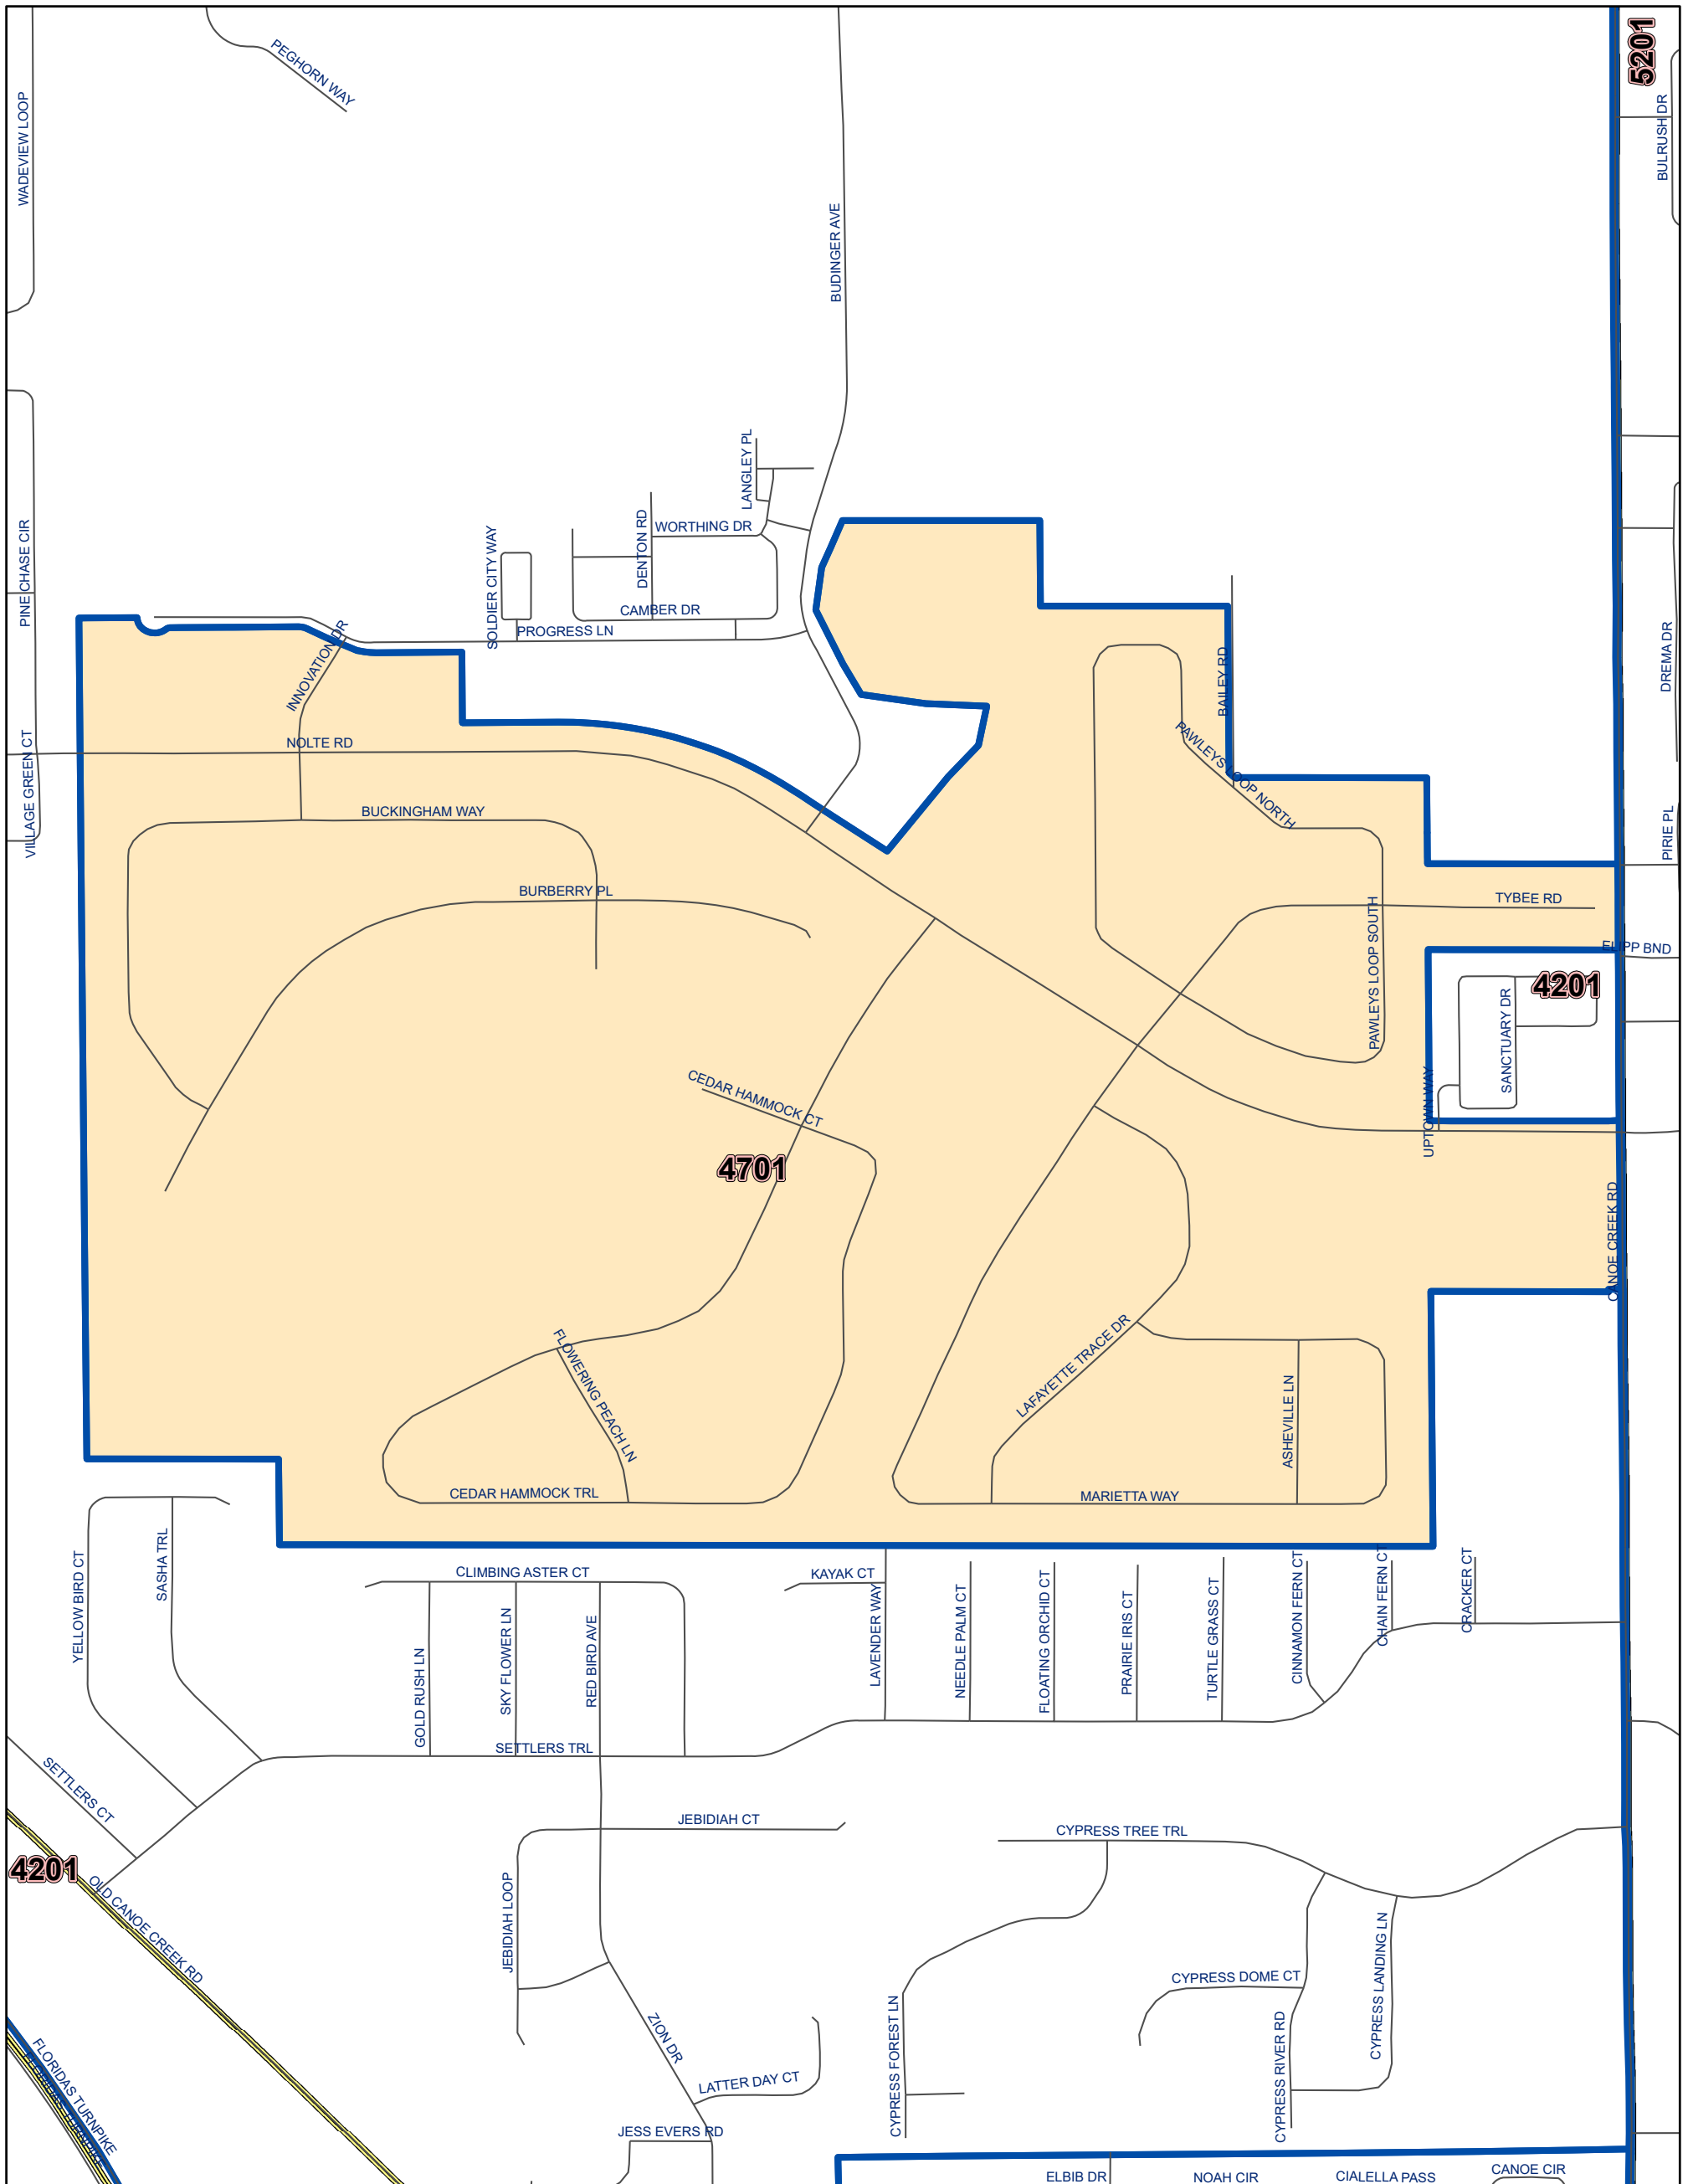 5201
PEGHORN WAY
WADEVIEW LOOP
BULRUSH DR
BUDINGER AVE
LANGLEY PL
WORTHING DR
DENTON RD
SOLDIER CITY WAY
PINE CHASE CIR
CAMBER DR
PROGRESS LN
INNOVATION DR
DREMA DR
BAILEY RD
NOLTE RD
PAWLEYS LOOP NORTH
VILLAGE GREEN CT
BUCKINGHAM WAY
PIRIE PL
BURBERRY PL
TYBEE RD
PAWLEYS LOOP SOUTH
FLIPP BND
4201
SANCTUARY DR
CEDAR HAMMOCK CT
UPTOWN WAY
4701
CANOE CREEK RD
FLOWERING PEACH LN
LAFAYETTE TRACE DR
ASHEVILLE LN
CEDAR HAMMOCK TRL
MARIETTA WAY
YELLOW BIRD CT
SASHA TRL
CLIMBING ASTER CT
KAYAK CT
GOLD RUSH LN
SKY FLOWER LN
RED BIRD AVE
LAVENDER WAY
NEEDLE PALM CT
FLOATING ORCHID CT
PRAIRIE IRIS CT
TURTLE GRASS CT
CINNAMON FERN CT
CHAIN FERN CT
CRACKER CT
SETTLERS TRL
SETTLERS CT
JEBIDIAH CT
CYPRESS TREE TRL
4201
OLD CANOE CREEK RD
JEBIDIAH LOOP
CYPRESS LANDING LN
CYPRESS DOME CT
ZION DR
CYPRESS FOREST LN
CYPRESS RIVER RD
FLORIDAS TURNPIKE
LATTER DAY CT
JESS EVERS RD
ELBIB DR
NOAH CIR
CIALELLA PASS
CANOE CIR